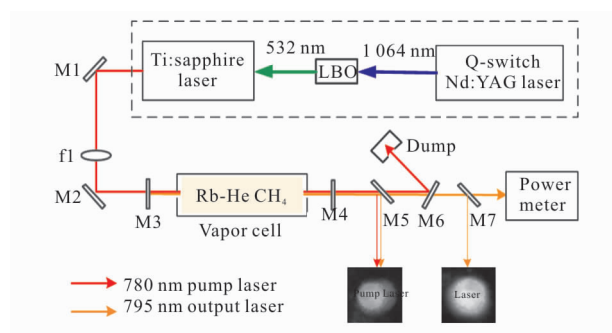 M1
Ti:sapphire
laser
532 nm
LBO
1 064 nm
Q-switch
Nd:YAG laser
f1
M2
M3
Rb-He CH₄
Vapor cell
M4
Dump
M5
M6
M7
Power
meter
Pump Laser
Laser
780 nm pump laser
795 nm output laser